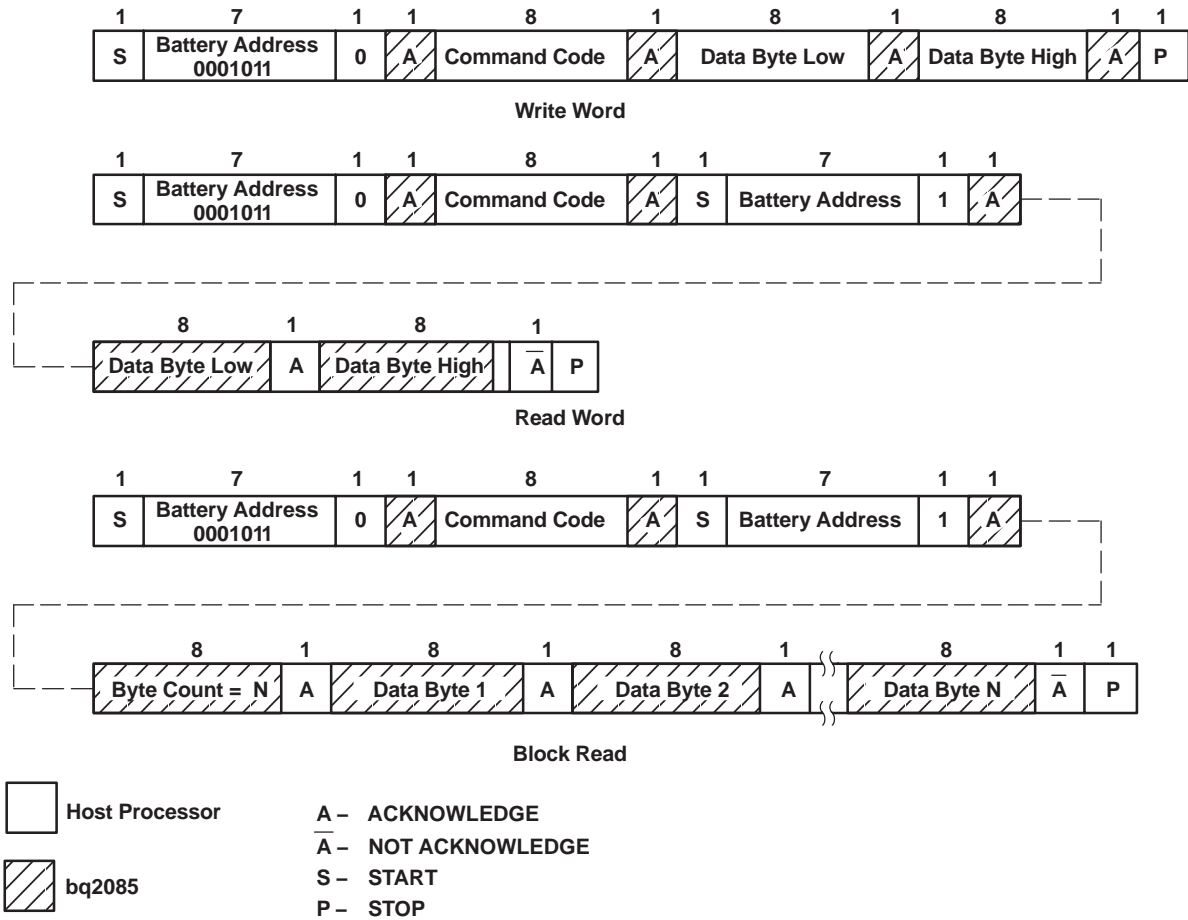 1 7 1 1 8 1 8 1 8 1 1
S Battery Address 0001011 0 A Command Code A Data Byte Low A Data Byte High A P
Write Word
1 7 1 1 8 1 1 7 1 1
S Battery Address 0001011 0 A Command Code A S Battery Address 1 A
8 1 8 1
Data Byte Low A Data Byte High A̅ P
Read Word
1 7 1 1 8 1 1 7 1 1
S Battery Address 0001011 0 A Command Code A S Battery Address 1 A
8 1 8 1 8 1 8 1 1
Byte Count = N A Data Byte 1 A Data Byte 2 A Data Byte N A̅ P
Block Read
Host Processor
bq2085
A – ACKNOWLEDGE
A̅ – NOT ACKNOWLEDGE
S – START
P – STOP